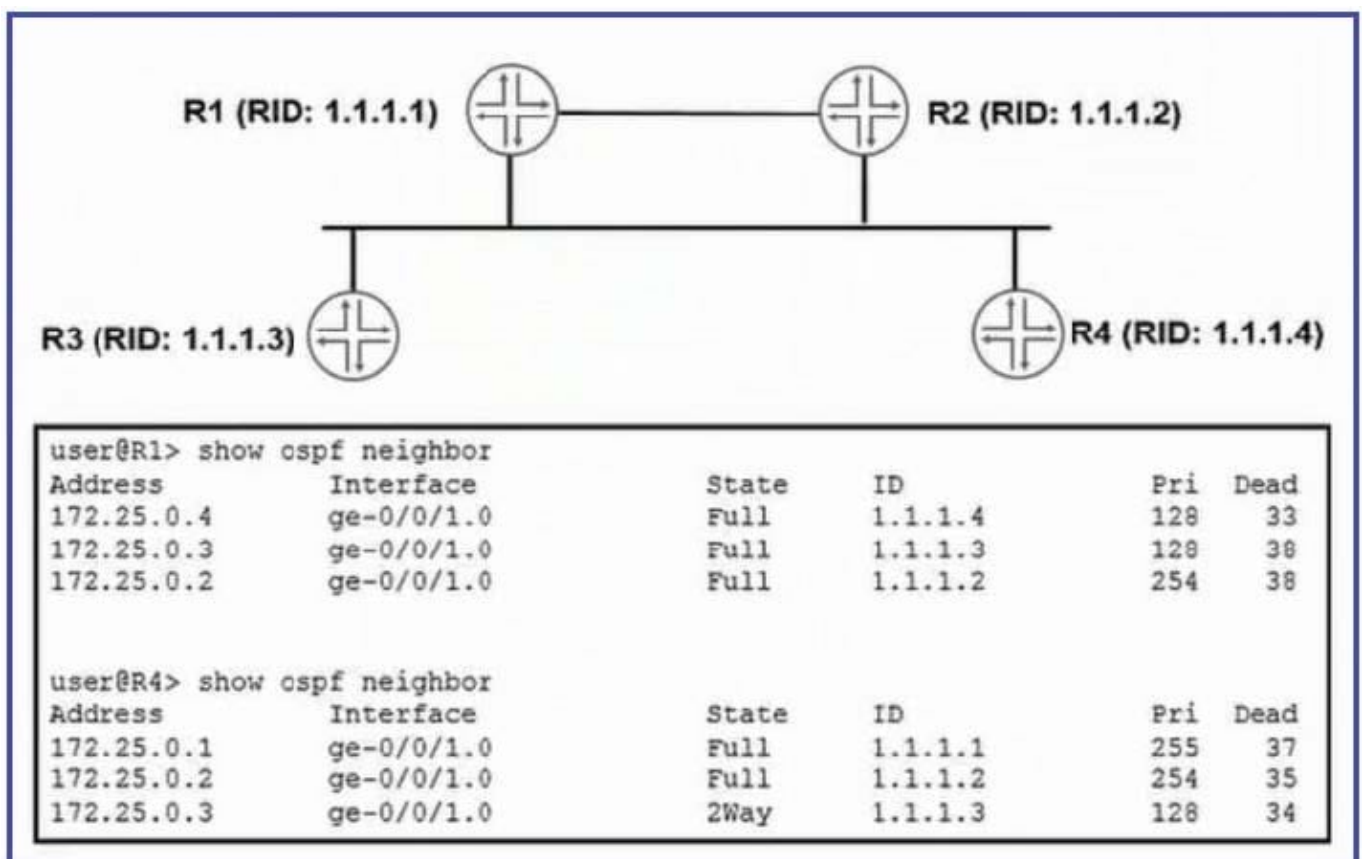 R1 (RID: 1.1.1.1)
R2 (RID: 1.1.1.2)
R3 (RID: 1.1.1.3)
R4 (RID: 1.1.1.4)
user@R1> show ospf neighbor
Address Interface State ID Pri Dead
172.25.0.4 ge-0/0/1.0 Full 1.1.1.4 128 33
172.25.0.3 ge-0/0/1.0 Full 1.1.1.3 128 38
172.25.0.2 ge-0/0/1.0 Full 1.1.1.2 254 38
user@R4> show ospf neighbor
Address Interface State ID Pri Dead
172.25.0.1 ge-0/0/1.0 Full 1.1.1.1 255 37
172.25.0.2 ge-0/0/1.0 Full 1.1.1.2 254 35
172.25.0.3 ge-0/0/1.0 2Way 1.1.1.3 128 34